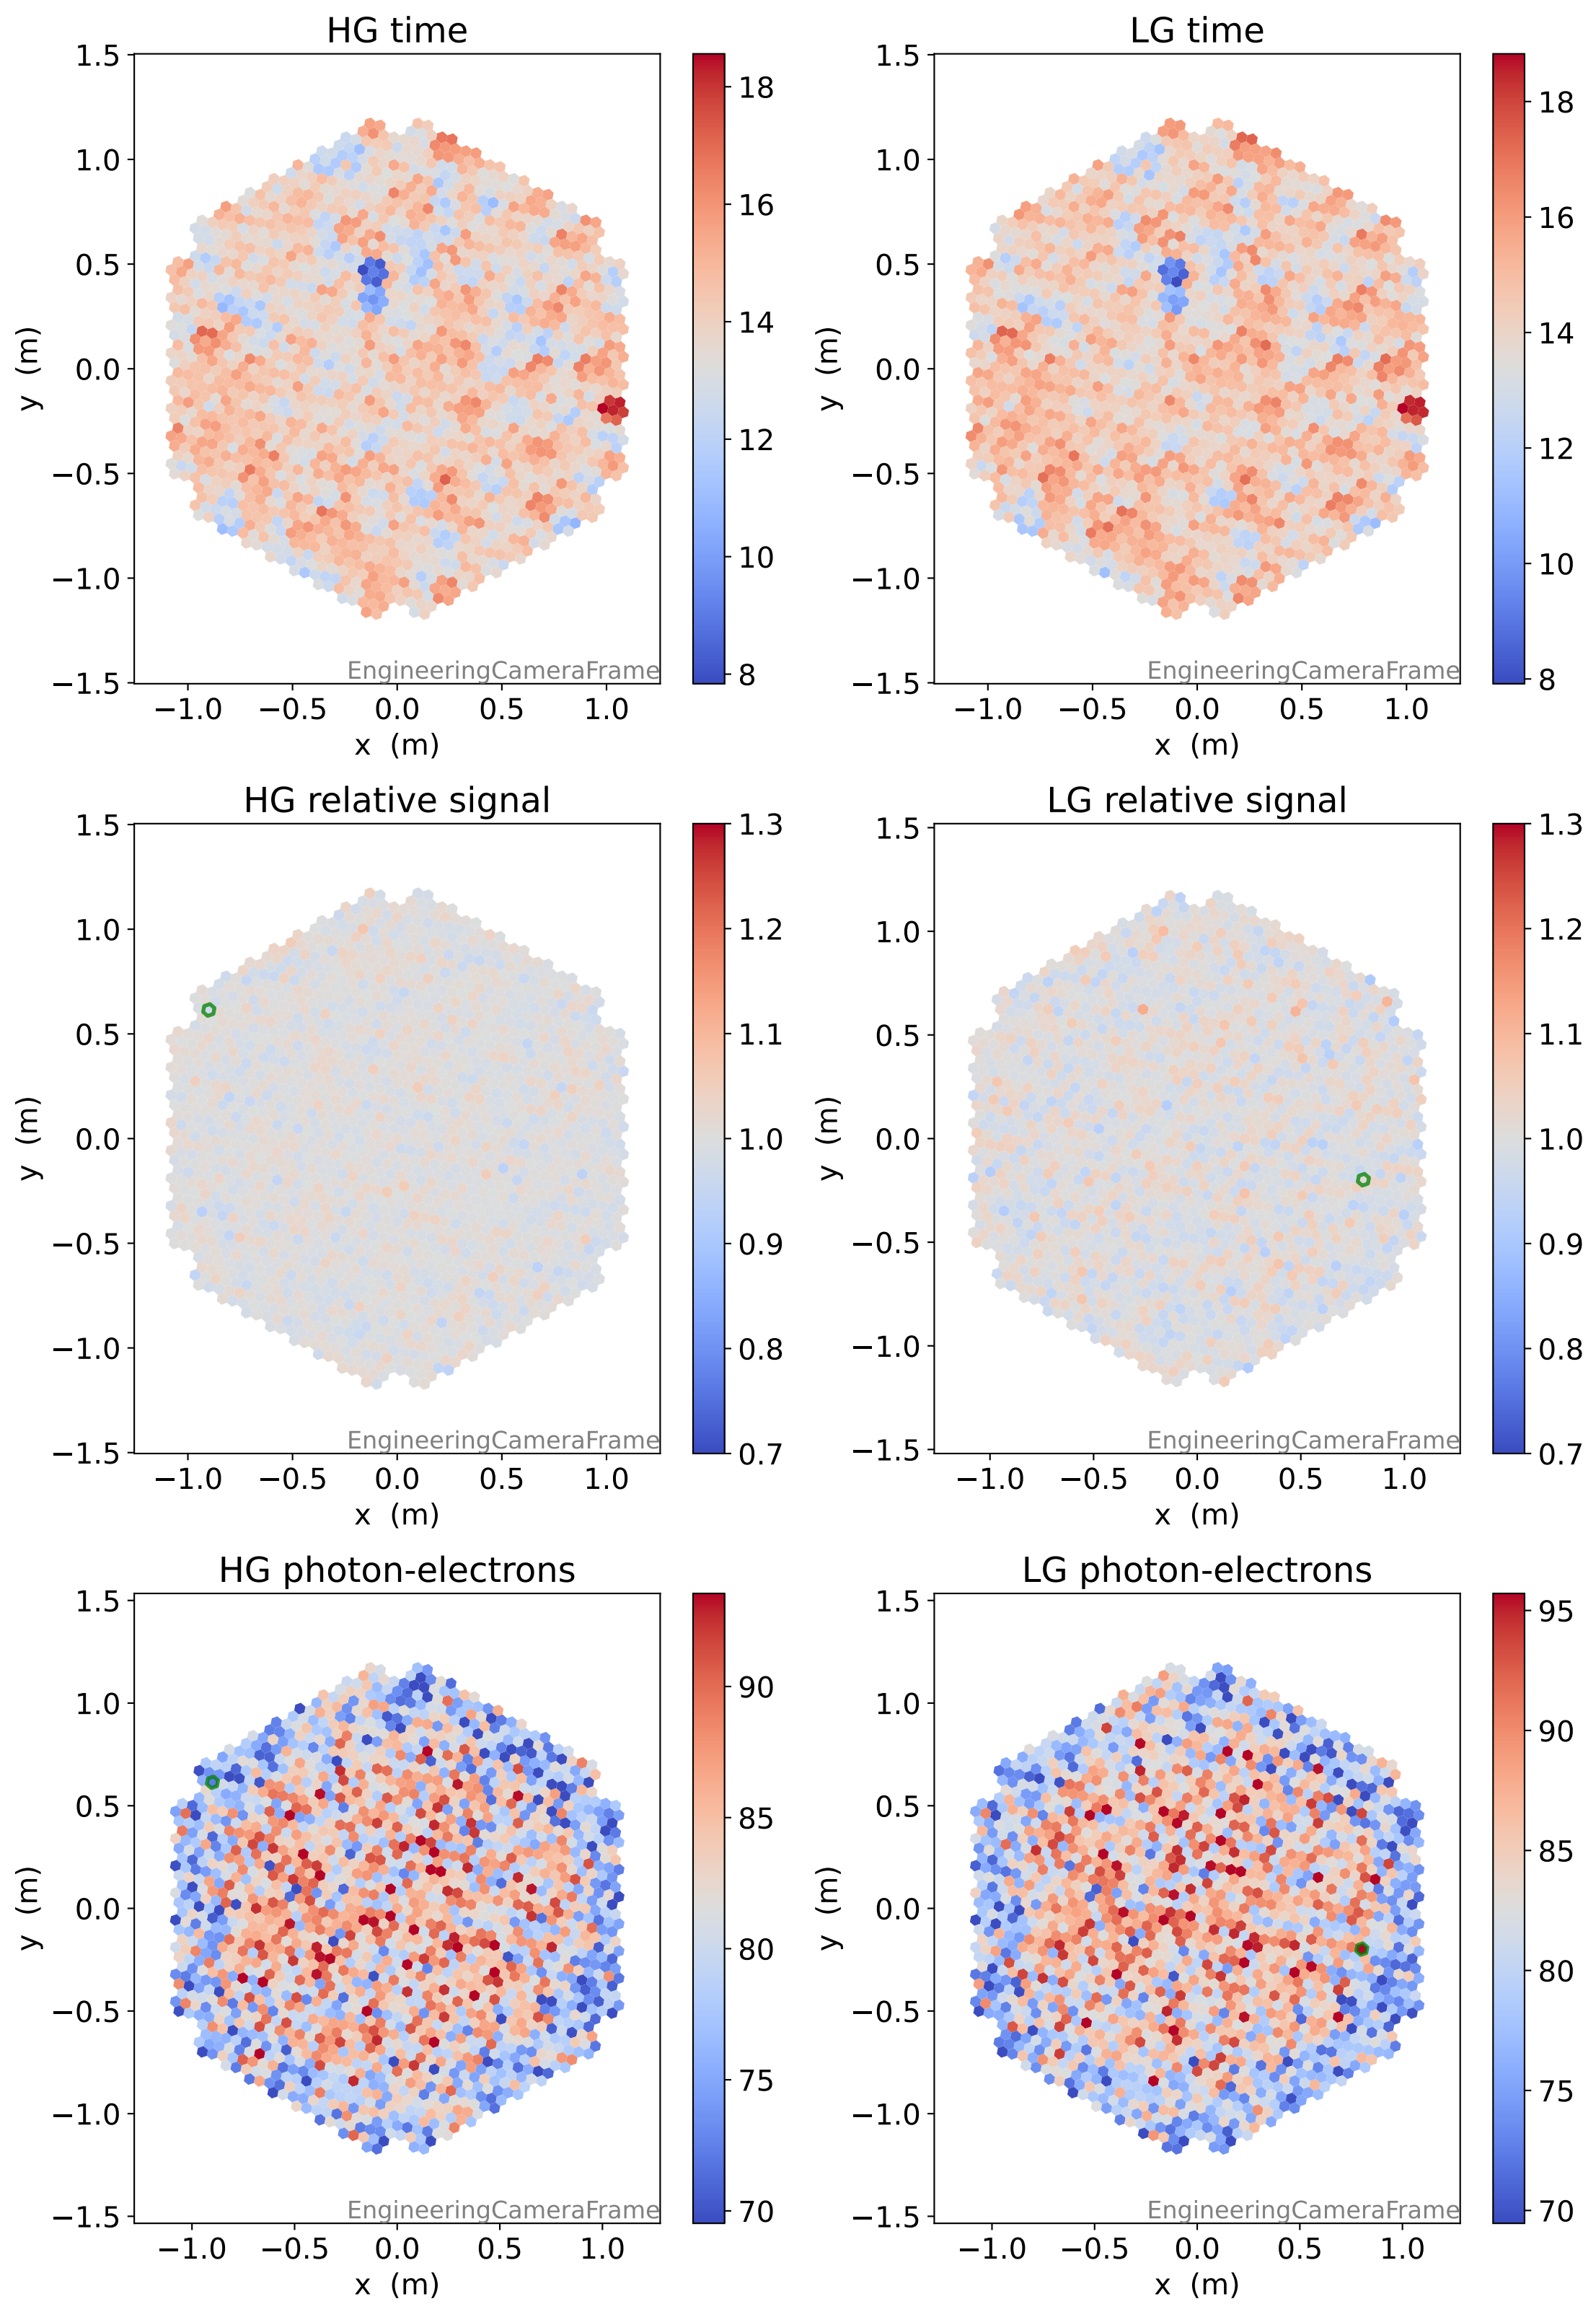 HG time
LG time
1.5
1.0
0.5
0.0
−0.5
−1.0
−1.5
y (m)
−1.0 −0.5 0.0 0.5 1.0
x (m)
EngineeringCameraFrame
18
16
14
12
10
8
1.5
1.0
0.5
0.0
−0.5
−1.0
−1.5
y (m)
−1.0 −0.5 0.0 0.5 1.0
x (m)
EngineeringCameraFrame
18
16
14
12
10
8
HG relative signal
LG relative signal
1.5
1.0
0.5
0.0
−0.5
−1.0
−1.5
y (m)
−1.0 −0.5 0.0 0.5 1.0
x (m)
EngineeringCameraFrame
1.3
1.2
1.1
1.0
0.9
0.8
0.7
1.5
1.0
0.5
0.0
−0.5
−1.0
−1.5
y (m)
−1.0 −0.5 0.0 0.5 1.0
x (m)
EngineeringCameraFrame
1.3
1.2
1.1
1.0
0.9
0.8
0.7
HG photon-electrons
LG photon-electrons
1.5
1.0
0.5
0.0
−0.5
−1.0
−1.5
y (m)
−1.0 −0.5 0.0 0.5 1.0
x (m)
EngineeringCameraFrame
90
85
80
75
70
1.5
1.0
0.5
0.0
−0.5
−1.0
−1.5
y (m)
−1.0 −0.5 0.0 0.5 1.0
x (m)
EngineeringCameraFrame
95
90
85
80
75
70